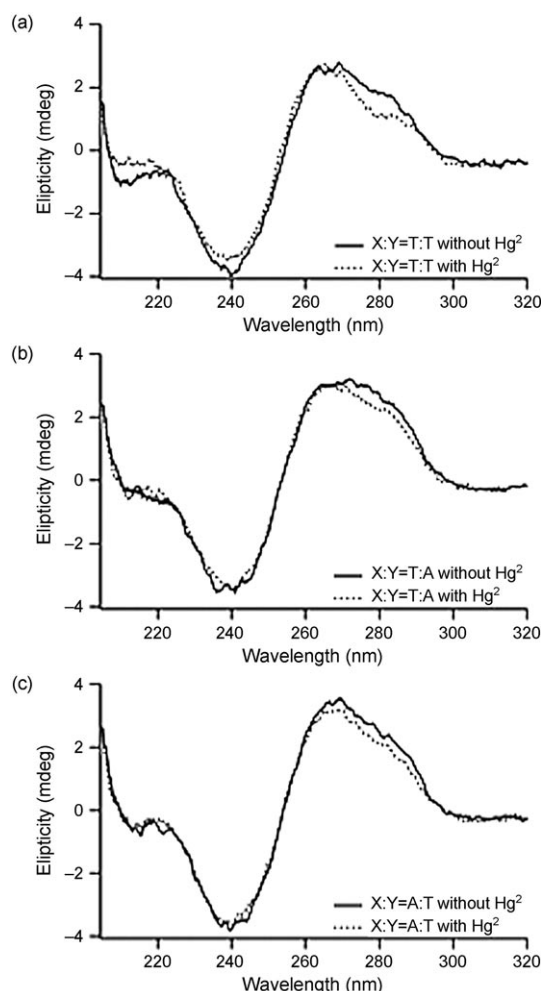 (a)
4
2
0
−2
−4
Elipticity (mdeg)
220 240 260 280 300 320
Wavelength (nm)
X:Y=T:T without Hg²
X:Y=T:T with Hg²
(b)
4
2
0
−2
−4
Elipticity (mdeg)
220 240 260 280 300 320
Wavelength (nm)
X:Y=T:A without Hg²
X:Y=T:A with Hg²
(c)
4
2
0
−2
−4
Elipticity (mdeg)
220 240 260 280 300 320
Wavelength (nm)
X:Y=A:T without Hg²
X:Y=A:T with Hg²